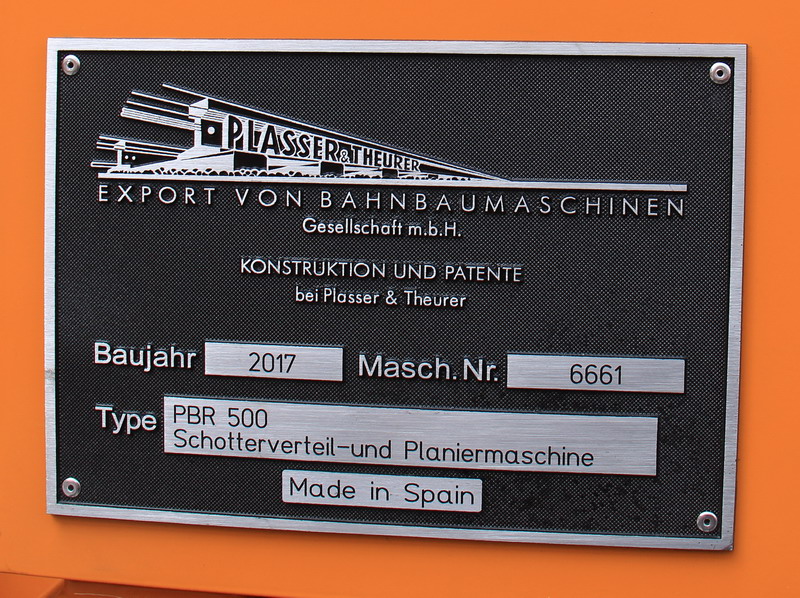 PLASSER & THEURER
EXPORT VON BAHNBAUMASCHINEN
Gesellschaft m.b.H.
KONSTRUKTION UND PATENTE
bei Plasser & Theurer
Baujahr 2017 Masch.Nr. 6661
Type PBR 500
Schotterverteil-und Planiermaschine
Made in Spain